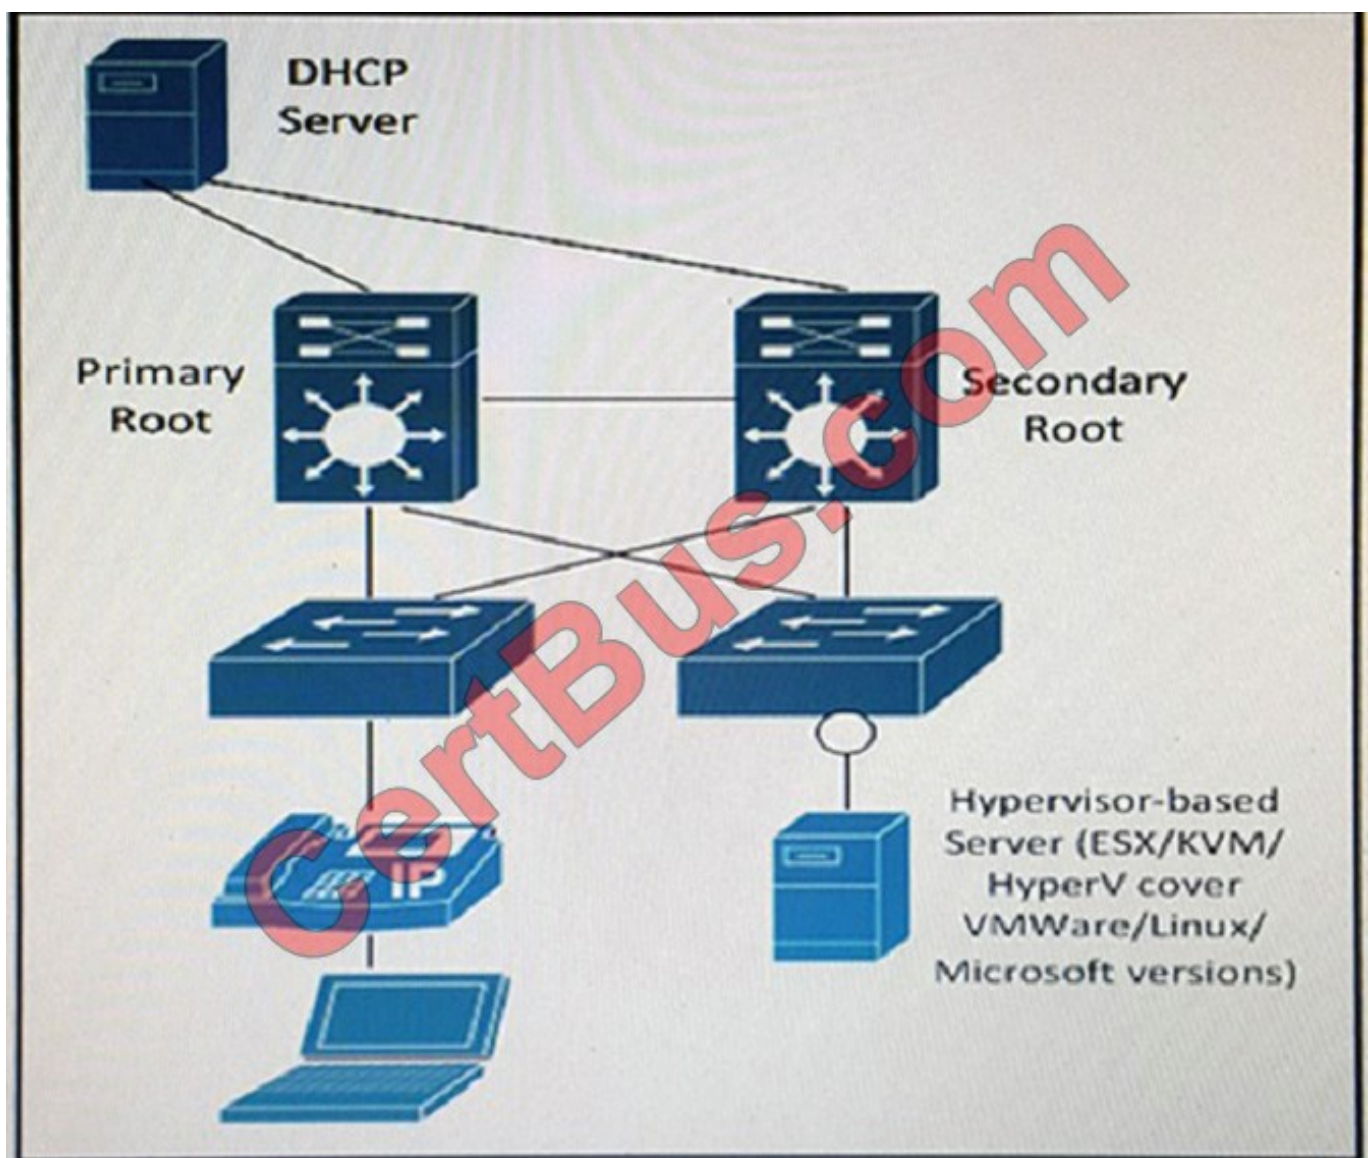 DHCP
Server
Primary
Root
Secondary
Root
IP
Hypervisor-based
Server (ESX/KVM/
HyperV cover
VMWare/Linux/
Microsoft versions)
CertBus.com